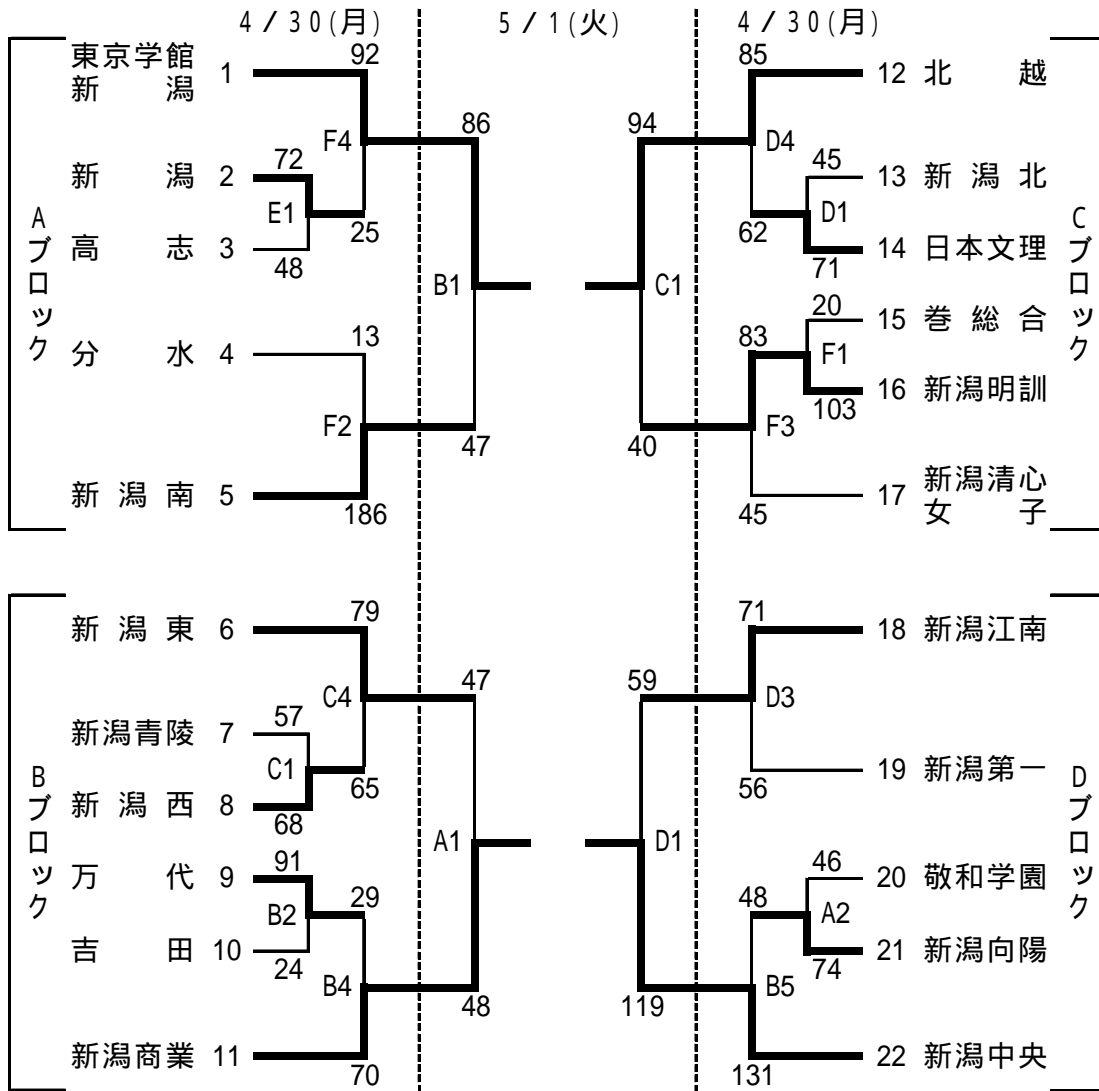 4/30(月) 5/1(火) 4/30(月)
Aブロック
東京学館
新潟 1
92
F4
86
新潟 2
72
E1
25
高志 3
48
B1
分水 4
13
F2
47
新潟南 5
186
Cブロック
85
12 北越
94
D4
45
13 新潟北
D1
62
14 日本文理
71
C1
20
15 巻総合
83
F1
16 新潟明訓
103
40
F3
17 新潟清心
女子
45
Bブロック
新潟東 6
79
C4
47
57
新潟青陵 7
C1
65
新潟西 8
68
A1
91
万代 9
29
B2
吉田 10
24
B4
48
新潟商業 11
70
Dブロック
71
18 新潟江南
59
D3
19 新潟第一
56
D1
46
20 敬和学園
48
A2
21 新潟向陽
74
B5
119
22 新潟中央
131